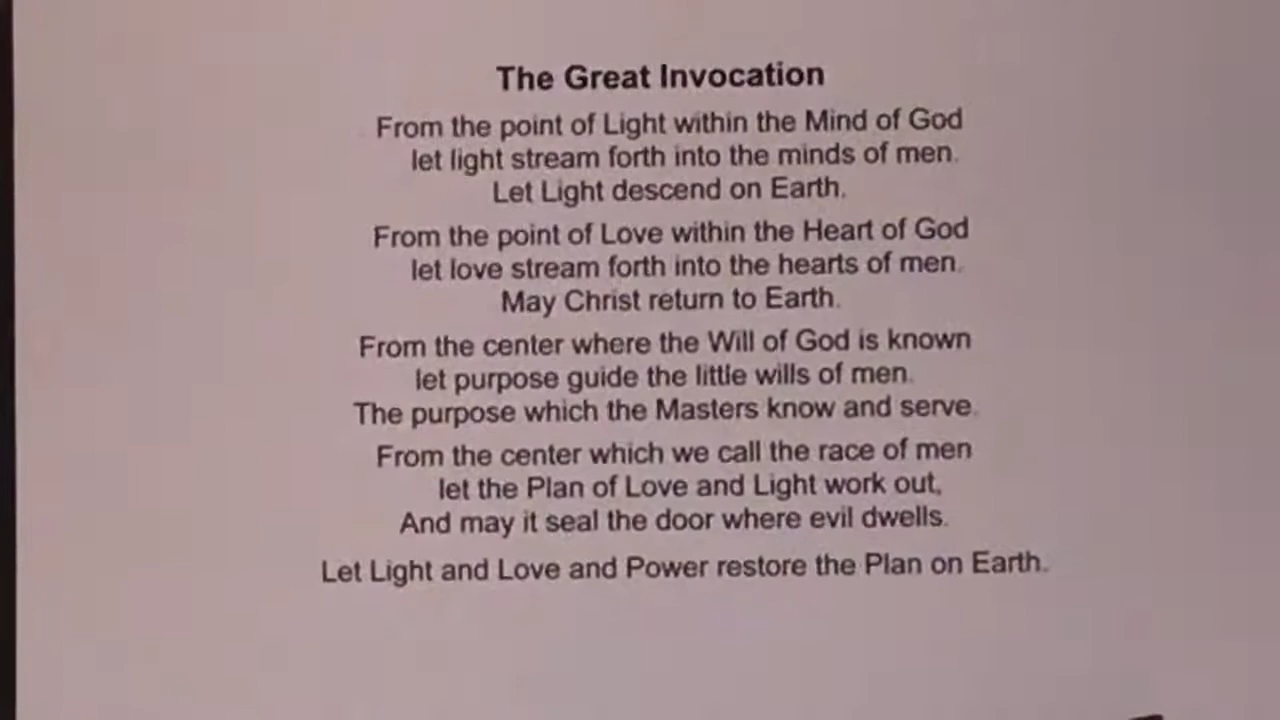 The Great Invocation
From the point of Light within the Mind of God
let light stream forth into the minds of men.
Let Light descend on Earth.
From the point of Love within the Heart of God
let love stream forth into the hearts of men.
May Christ return to Earth.
From the center where the Will of God is known
let purpose guide the little wills of men.
The purpose which the Masters know and serve.
From the center which we call the race of men
let the Plan of Love and Light work out,
And may it seal the door where evil dwells.
Let Light and Love and Power restore the Plan on Earth.